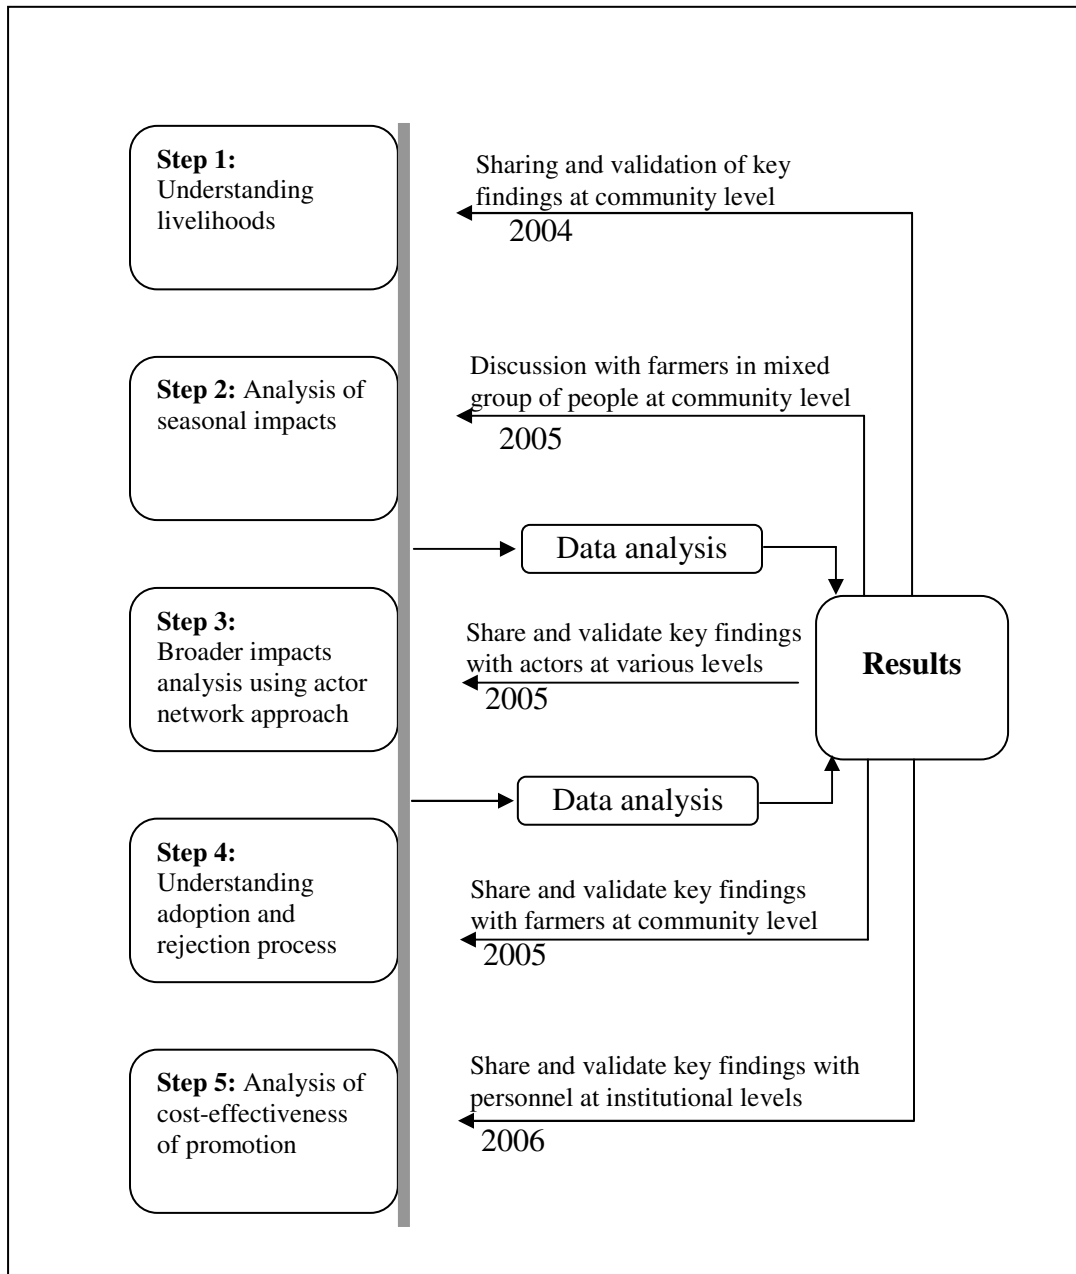 Step 1:
Understanding
livelihoods
Sharing and validation of key
findings at community level
2004
Step 2: Analysis of
seasonal impacts
Discussion with farmers in mixed
group of people at community level
2005
Data analysis
Step 3:
Broader impacts
analysis using actor
network approach
Share and validate key findings
with actors at various levels
2005
Results
Data analysis
Step 4:
Understanding
adoption and
rejection process
Share and validate key findings
with farmers at community level
2005
Step 5: Analysis of
cost-effectiveness
of promotion
Share and validate key findings with
personnel at institutional levels
2006